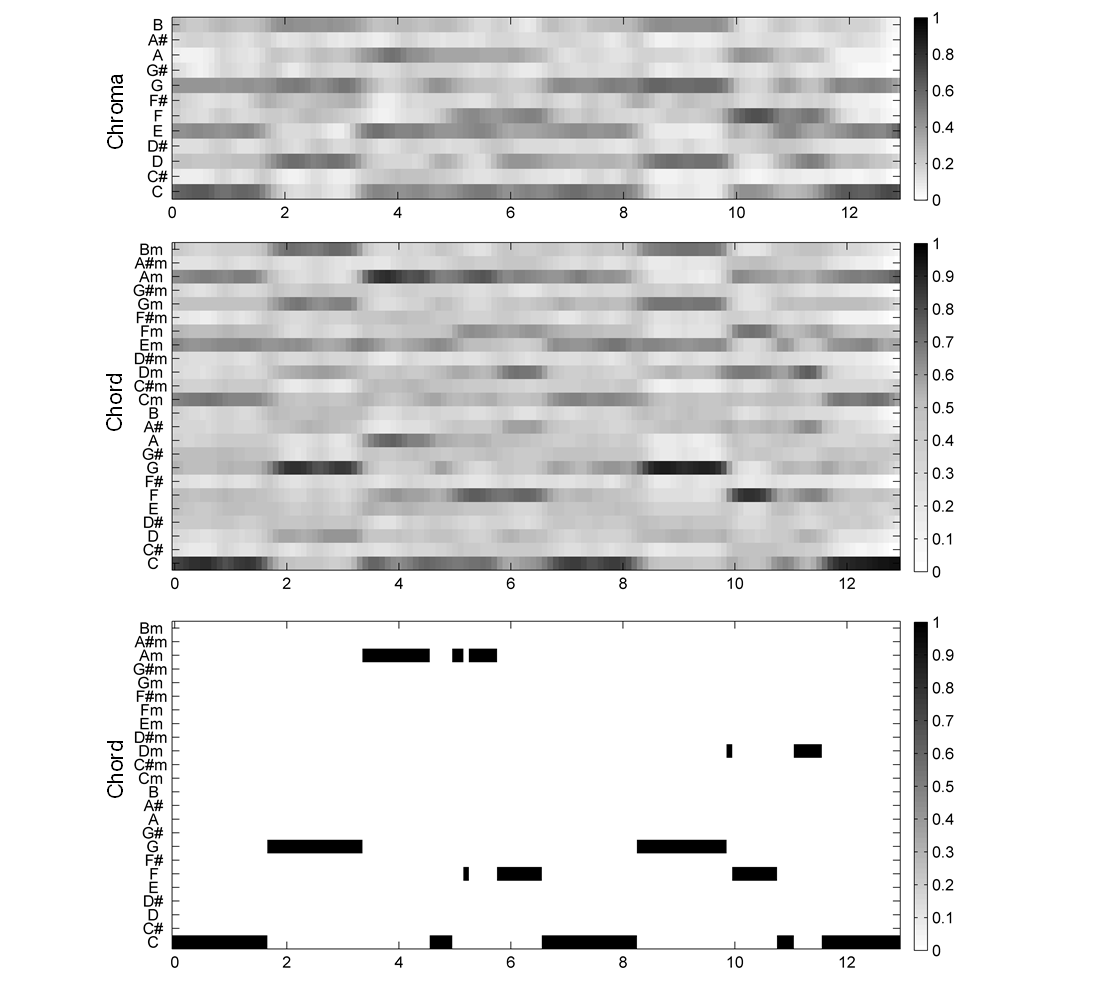 Chroma
B
A#
A
G#
G
F#
F
E
D#
D
C#
C
0 2 4 6 8 10 12
1
0.8
0.6
0.4
0.2
0
Chord
Bm
A#m
Am
G#m
Gm
F#m
Fm
Em
D#m
Dm
C#m
Cm
B
A#
A
G#
G
F#
F
E
D#
D
C#
C
0 2 4 6 8 10 12
1
0.9
0.8
0.7
0.6
0.5
0.4
0.3
0.2
0.1
0
Chord
Bm
A#m
Am
G#m
Gm
F#m
Fm
Em
D#m
Dm
C#m
Cm
B
A#
A
G#
G
F#
F
E
D#
D
C#
C
0 2 4 6 8 10 12
1
0.9
0.8
0.7
0.6
0.5
0.4
0.3
0.2
0.1
0